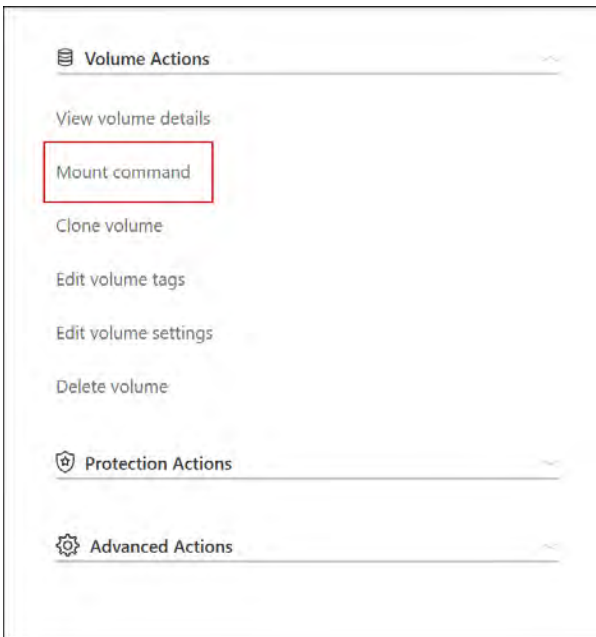 Volume Actions
View volume details
Mount command
Clone volume
Edit volume tags
Edit volume settings
Delete volume
Protection Actions
Advanced Actions